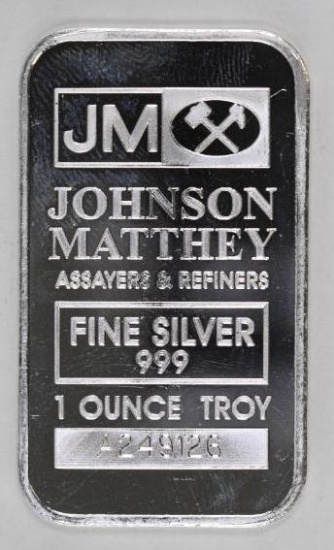 JM
JOHNSON
MATTHEY
ASSAYERS & REFINERS
FINE SILVER
999
1 OUNCE TROY
A249126